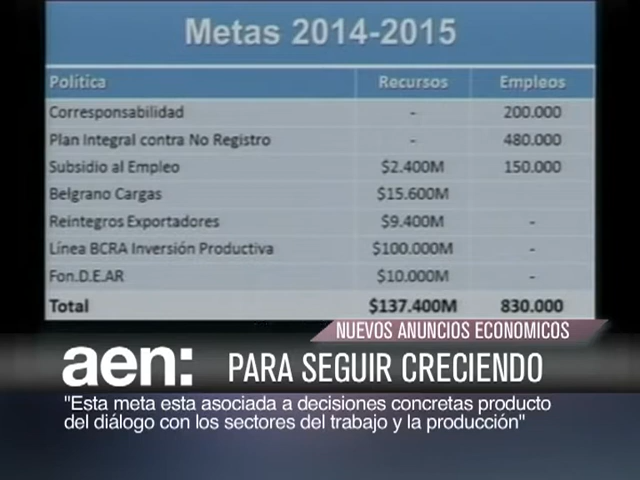 Metas 2014-2015
Política Recursos Empleos
Corresponsabilidad - 200.000
Plan Integral contra No Registro - 480.000
Subsidio al Empleo $2.400M 150.000
Belgrano Cargas $15.600M
Reintegros Exportadores $9.400M -
Línea BCRA Inversión Productiva $100.000M -
Fon.D.E.AR $10.000M -
Total $137.400M 830.000
NUEVOS ANUNCIOS ECONOMICOS
aen: PARA SEGUIR CRECIENDO
"Esta meta esta asociada a decisiones concretas producto
del diálogo con los sectores del trabajo y la producción"